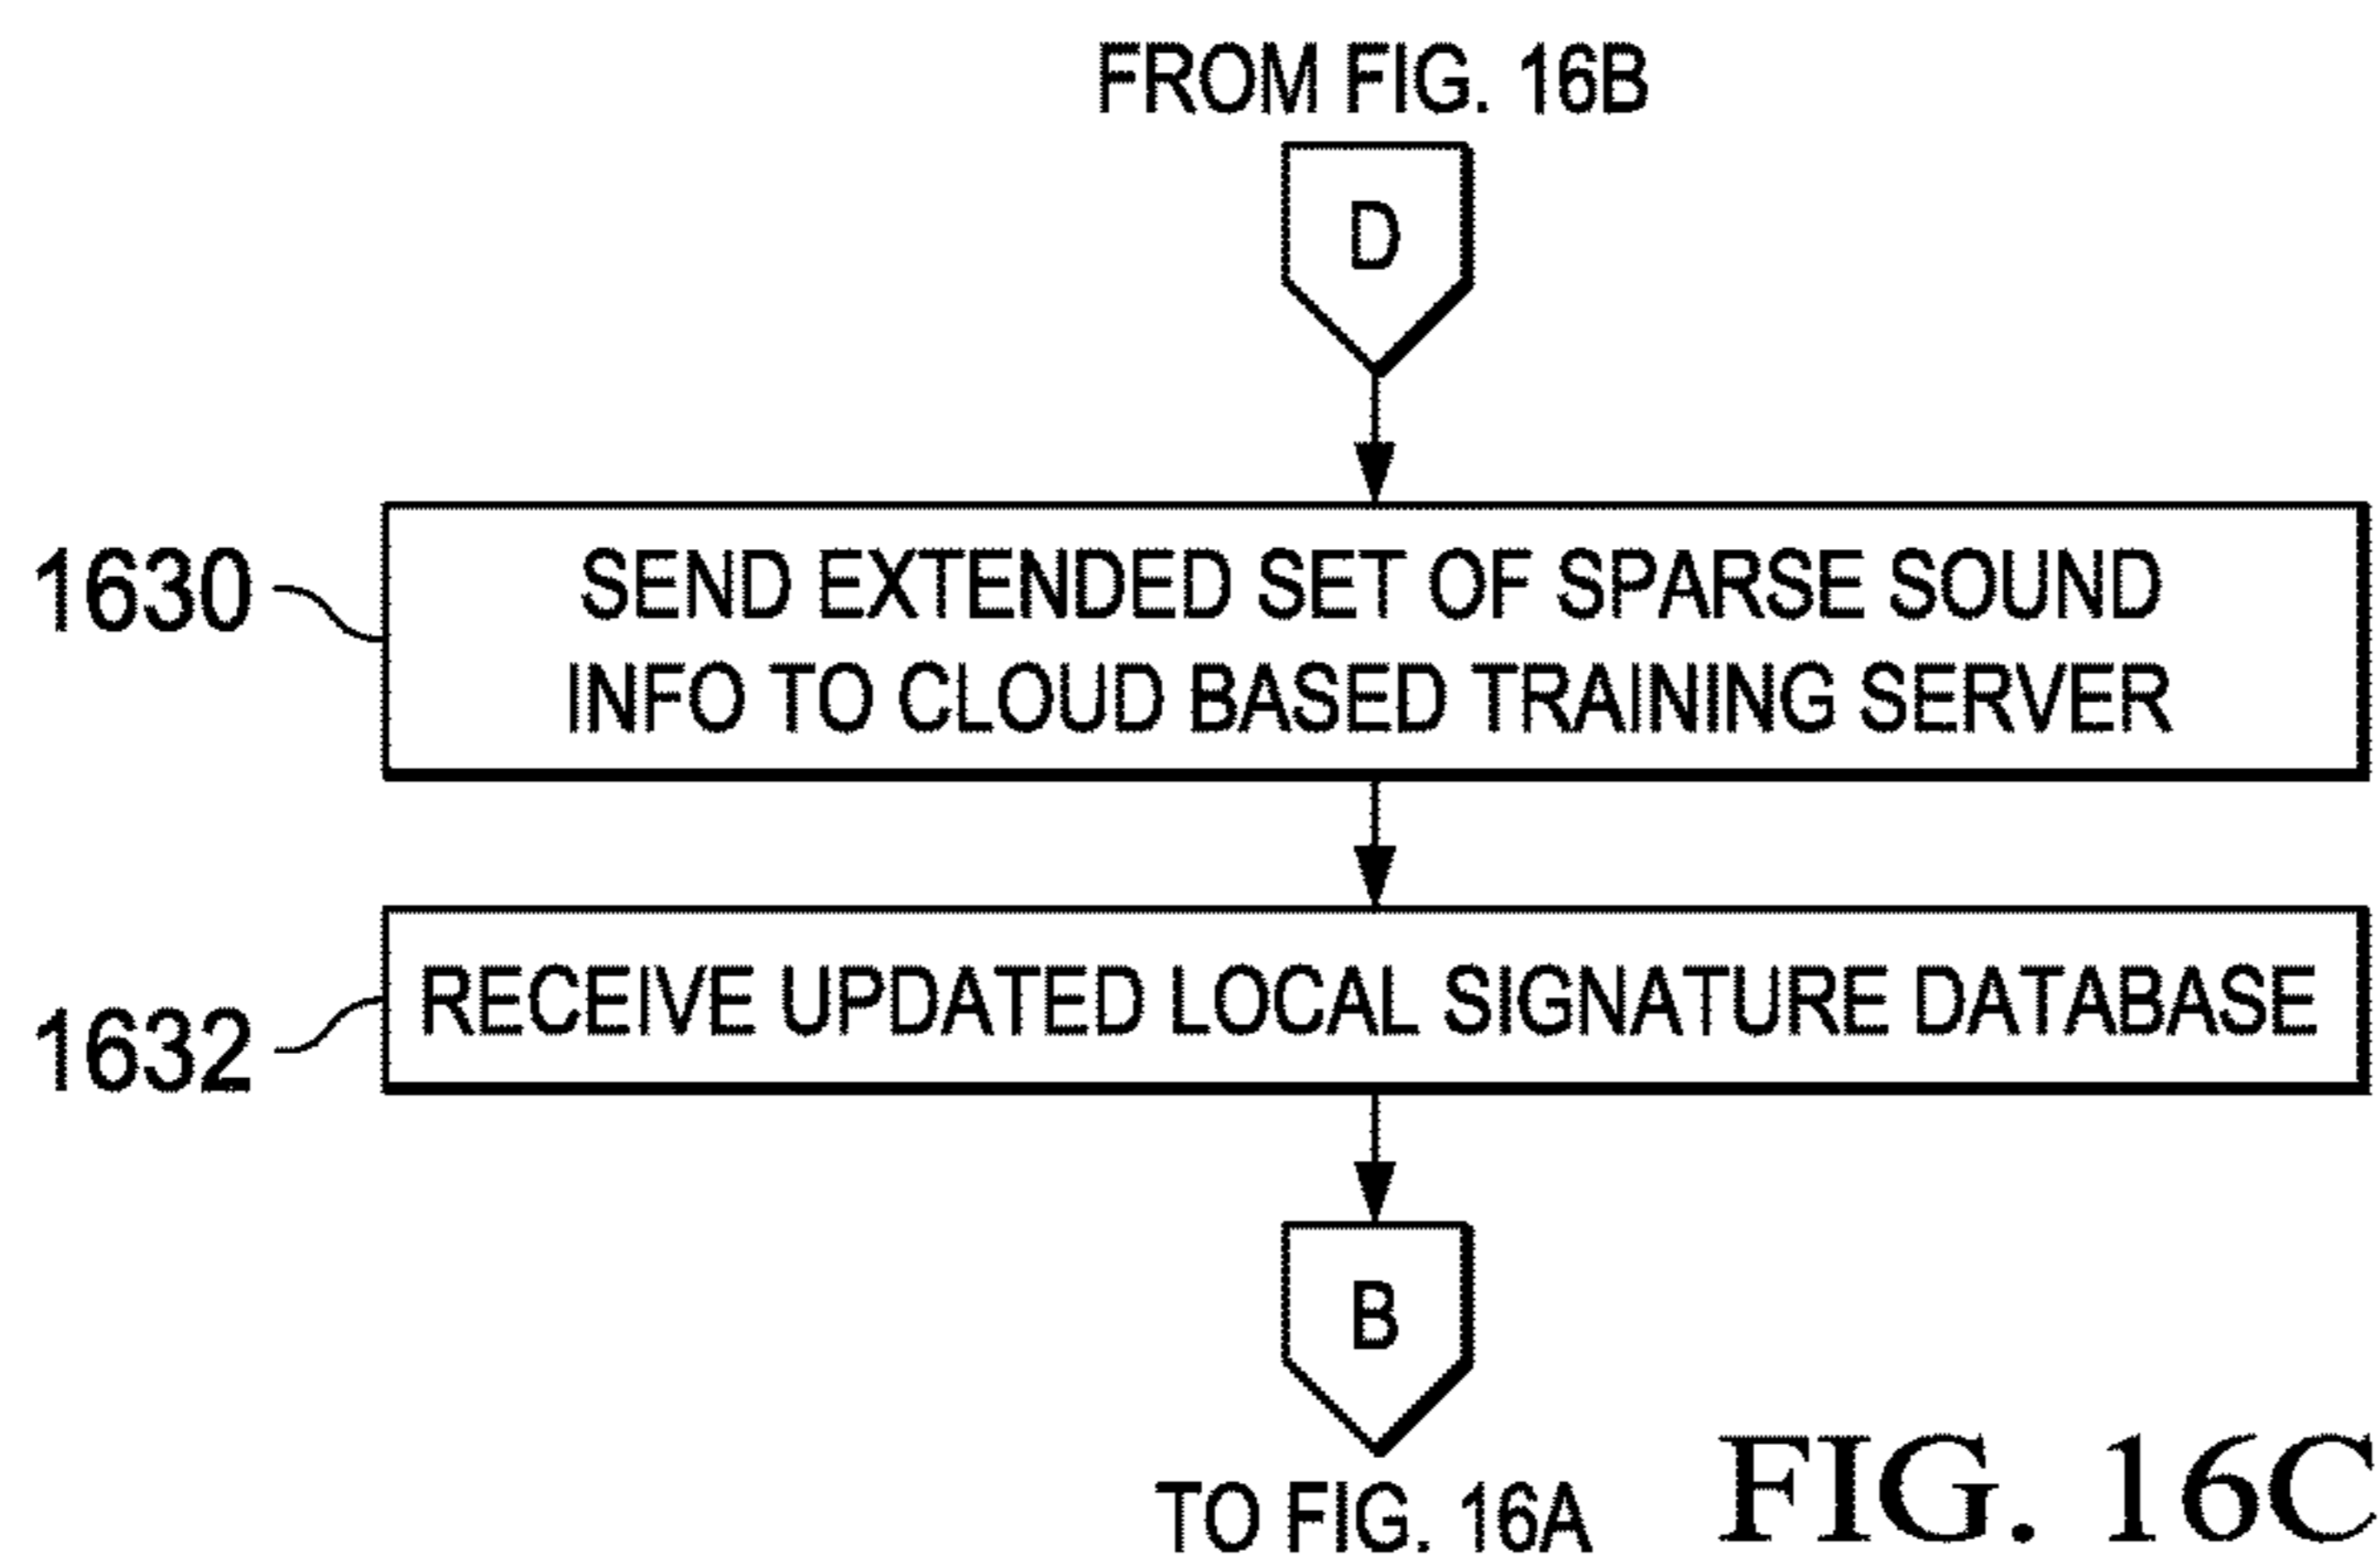 FROM FIG. 16B
D
1630
SEND EXTENDED SET OF SPARSE SOUND
INFO TO CLOUD BASED TRAINING SERVER
1632
RECEIVE UPDATED LOCAL SIGNATURE DATABASE
B
TO FIG. 16A
FIG. 16C